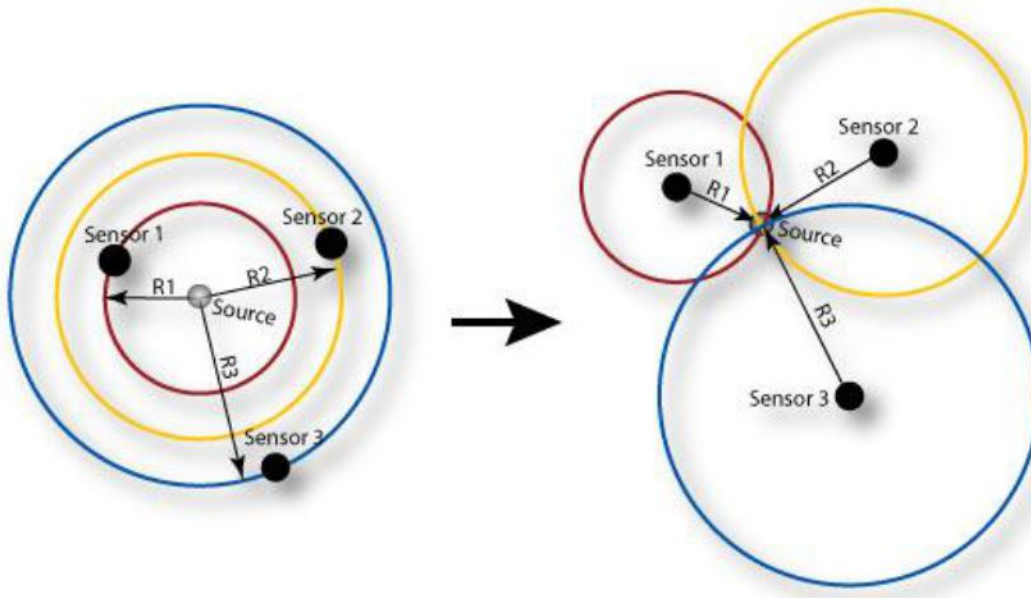 Sensor 1
Sensor 2
R1
R2
Source
R3
Sensor 3
Sensor 1
Sensor 2
R1
R2
Source
R3
Sensor 3